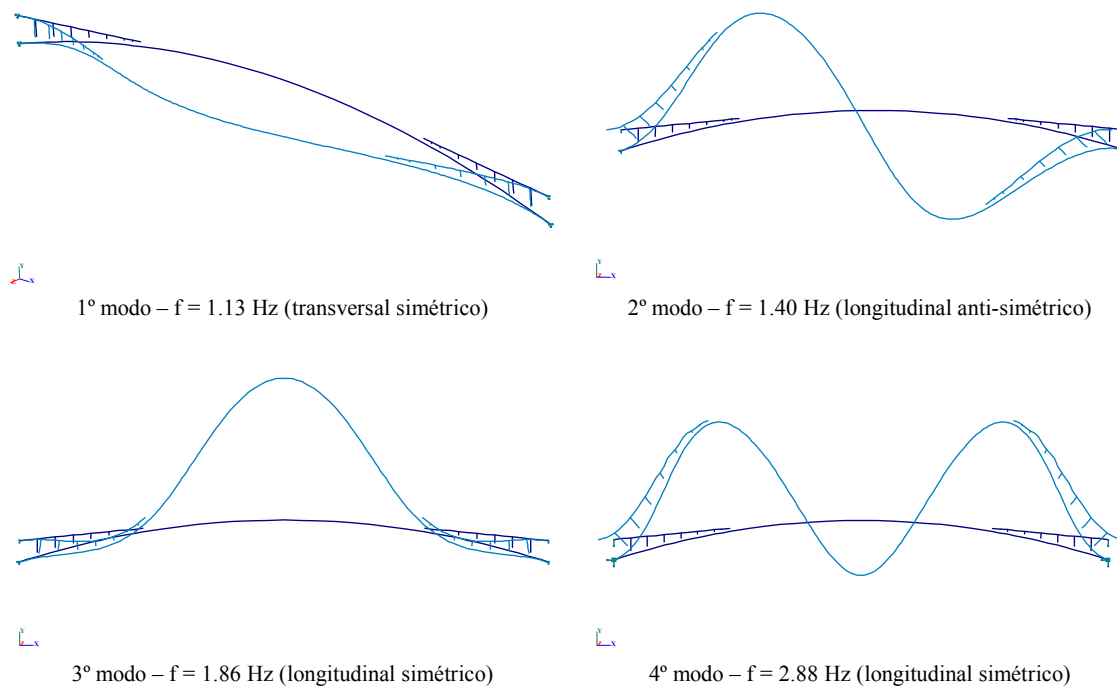 Y
Z X
Y
Z X
1º modo – f = 1.13 Hz (transversal simétrico)
2º modo – f = 1.40 Hz (longitudinal anti-simétrico)
Y
Z X
Y
Z X
3º modo – f = 1.86 Hz (longitudinal simétrico)
4º modo – f = 2.88 Hz (longitudinal simétrico)